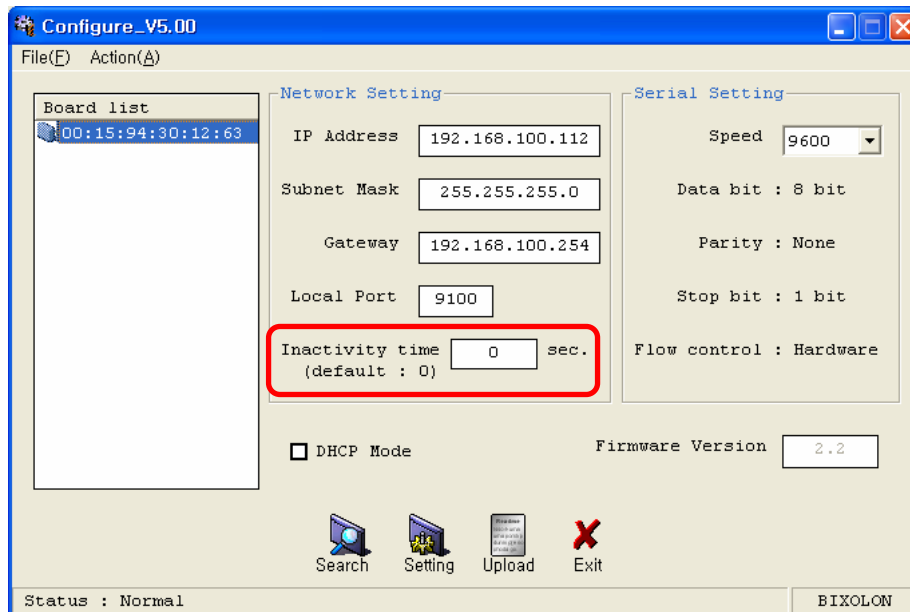 Configure_V5.00
File(F) Action(A)
Board list
00:15:94:30:12:63
Network Setting
IP Address 192.168.100.112
Subnet Mask 255.255.255.0
Gateway 192.168.100.254
Local Port 9100
Inactivity time 0 sec.
(default : 0)
Serial Setting
Speed 9600
Data bit : 8 bit
Parity : None
Stop bit : 1 bit
Flow control : Hardware
DHCP Mode
Firmware Version 2.2
Search Setting Upload Exit
Status : Normal BIXOLON